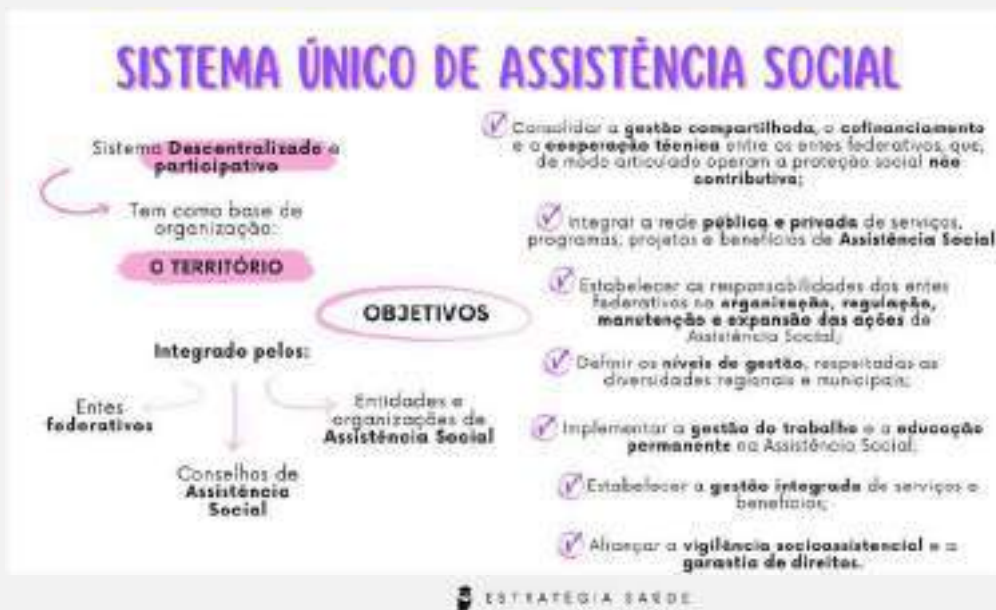 SISTEMA ÚNICO DE ASSISTÊNCIA SOCIAL
Sistema Descentralizado e
participativo
Tem como base de
organização:
O TERRITÓRIO
OBJETIVOS
Integrado pelos:
Entes
federativos
Conselhos de
Assistência
Social
Entidades e
organizações de
Assistência Social
Consolidar a gestão compartilhada, o cofinanciamento
e a cooperação técnica entre os entes federativos, que,
de modo articulado operam a proteção social não
contributiva;
Integrar a rede pública e privada de serviços,
programas, projetos e benefícios de Assistência Social
Estabelecer as responsabilidades dos entes
federativos na organização, regulação,
manutenção e expansão das ações de
Assistência Social;
Definir os níveis de gestão, respeitadas as
diversidades regionais e municipais;
Implementar a gestão do trabalho e a educação
permanente na Assistência Social;
Estabelecer a gestão integrada de serviços e
benefícios;
Afiançar a vigilância socioassistencial e a
garantia de direitos.
ESTRATÉGIA SAÚDE